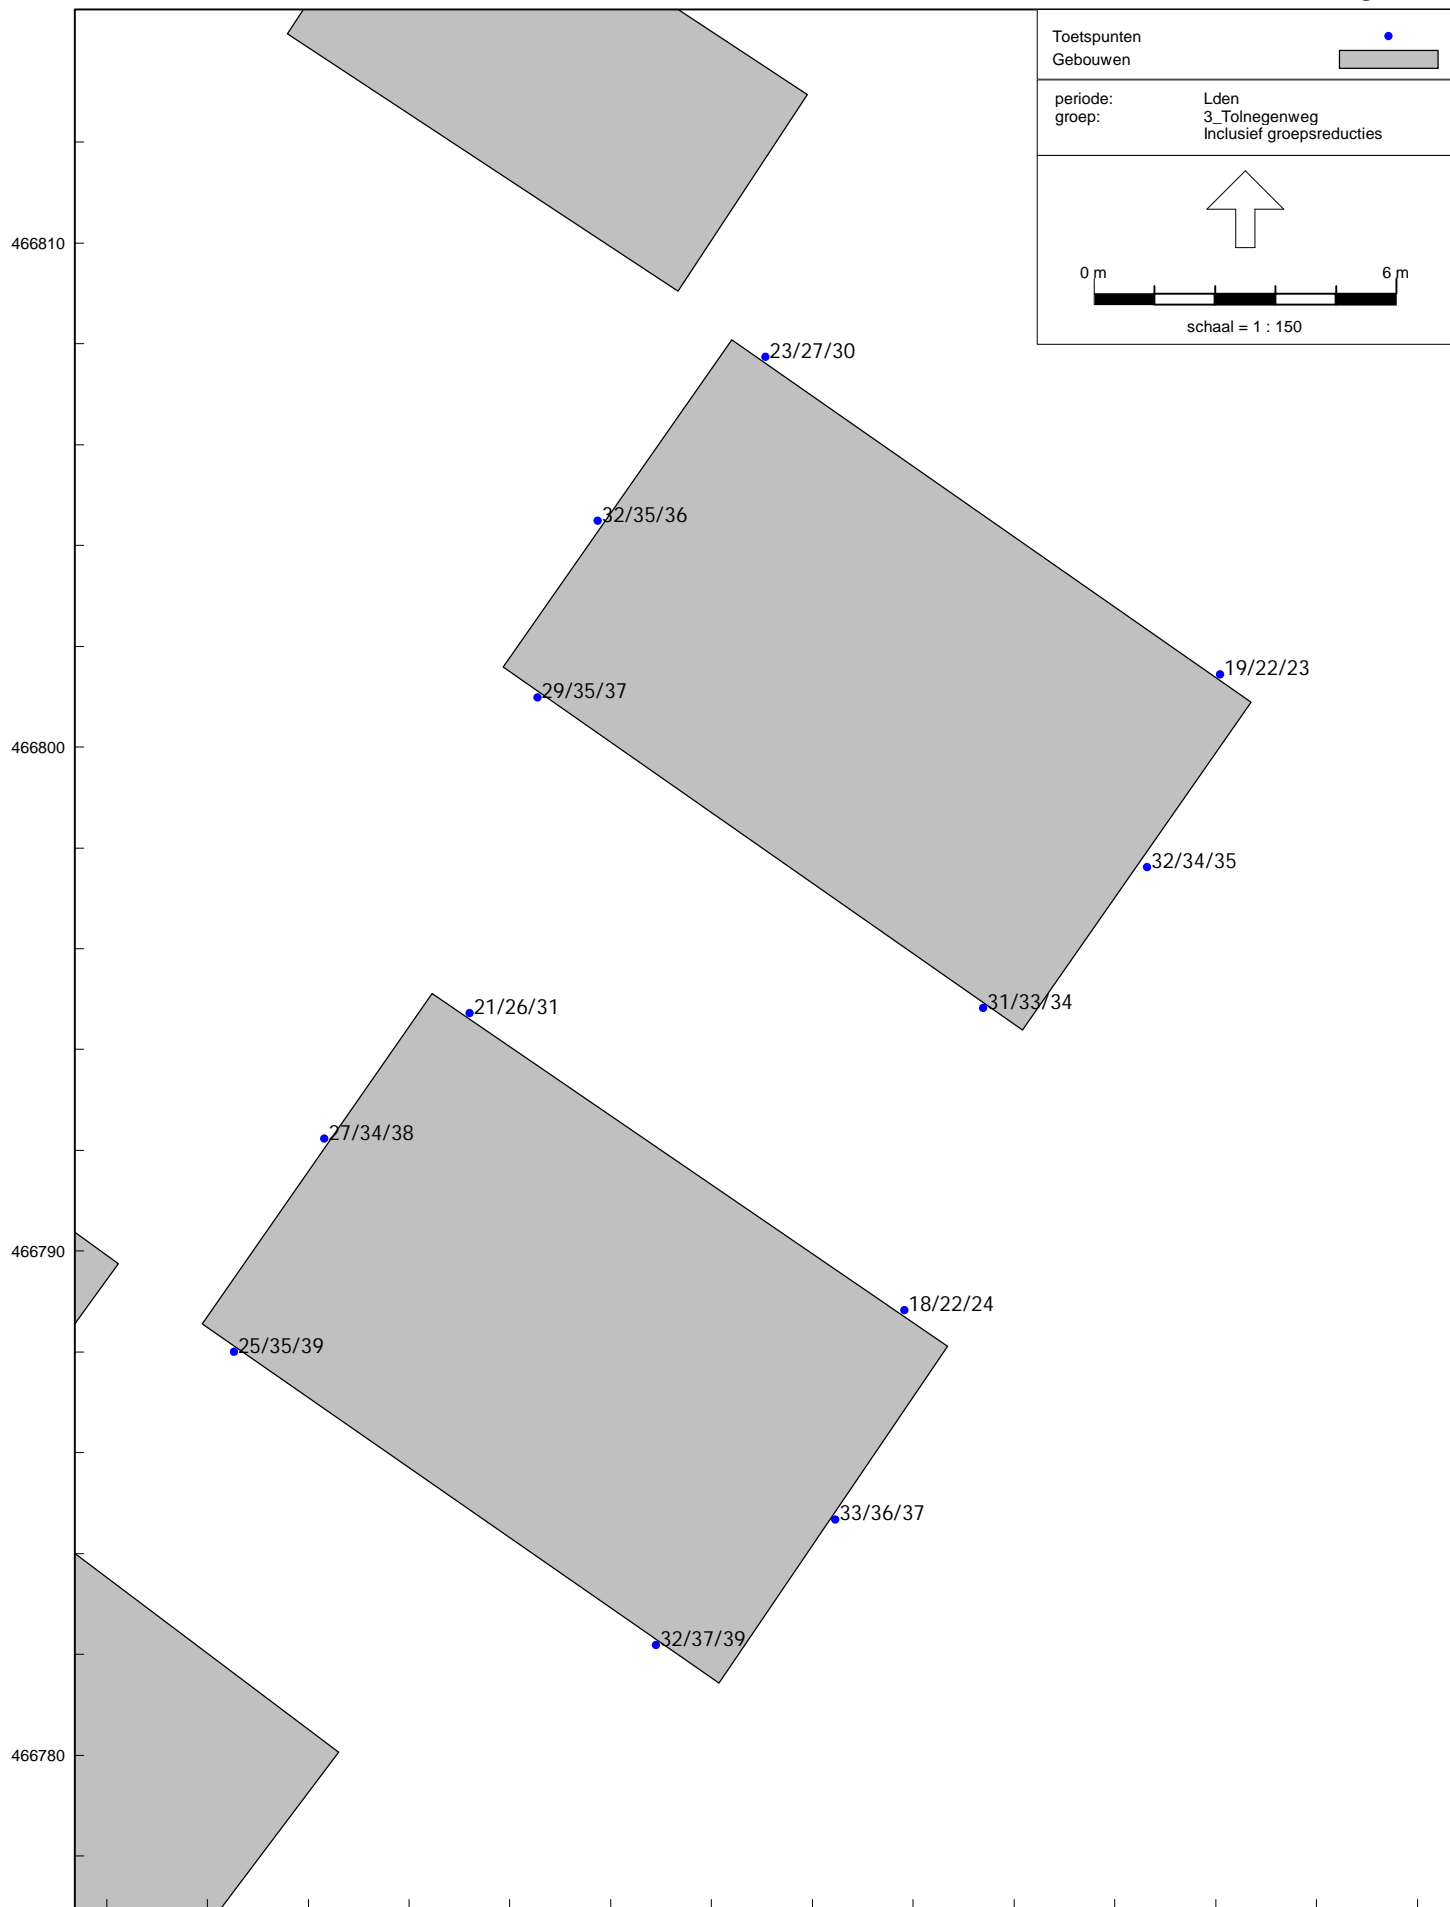 Toetspunten
Gebouwen
periode: Lden
groep: 3_Tolnegenweg
Inclusief groepsreducties
0 m 6 m
schaal = 1 : 150
466810
23/27/30
32/35/36
19/22/23
29/35/37
466800
32/34/35
31/33/34
21/26/31
27/34/38
466790
18/22/24
25/35/39
33/36/37
32/37/39
466780